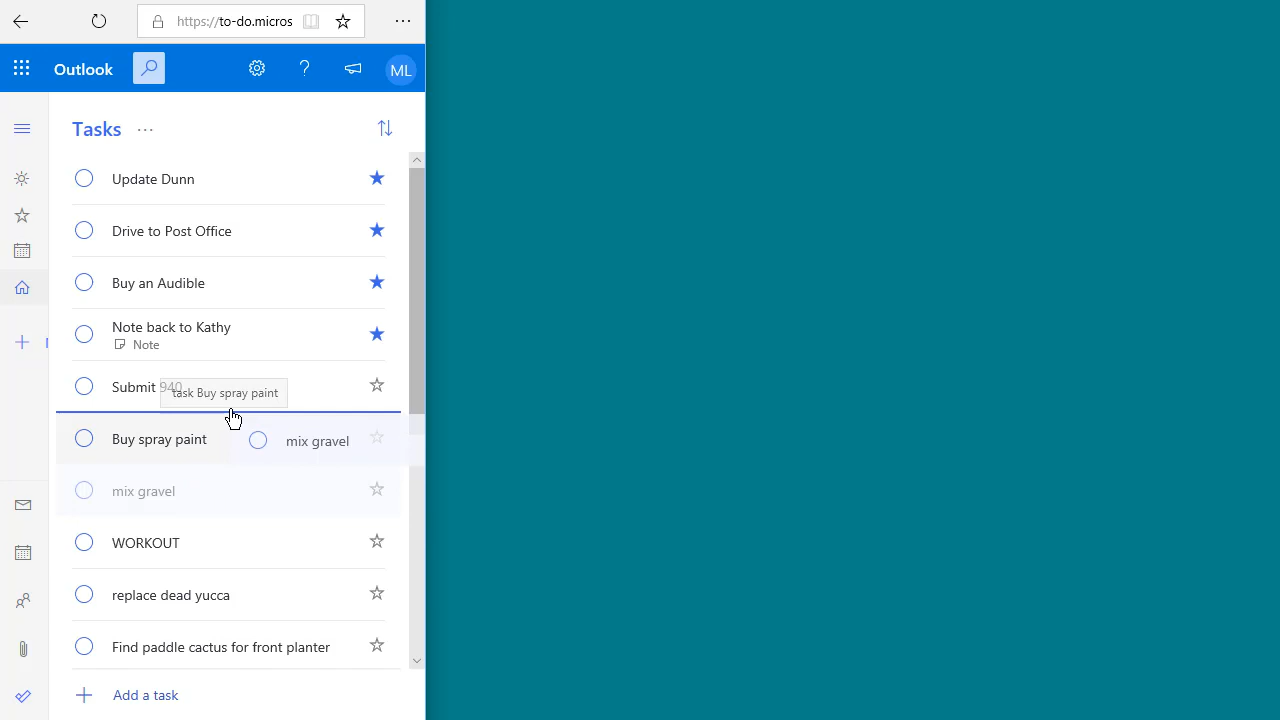 https://to-do.micros
Outlook
ML
Tasks
Update Dunn
Drive to Post Office
Buy an Audible
Note back to Kathy
Note
Submit 940
task Buy spray paint
Buy spray paint
mix gravel
mix gravel
WORKOUT
replace dead yucca
Find paddle cactus for front planter
Add a task